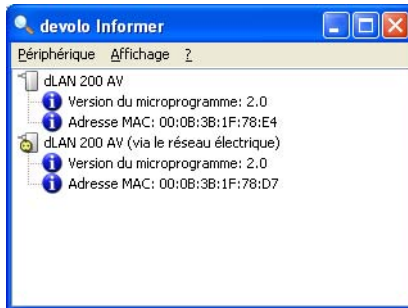 devolo Informer
Périphérique Affichage ?
dLAN 200 AV
Version du microprogramme: 2.0
Adresse MAC: 00:0B:3B:1F:78:E4
dLAN 200 AV (via le réseau électrique)
Version du microprogramme: 2.0
Adresse MAC: 00:0B:3B:1F:78:D7